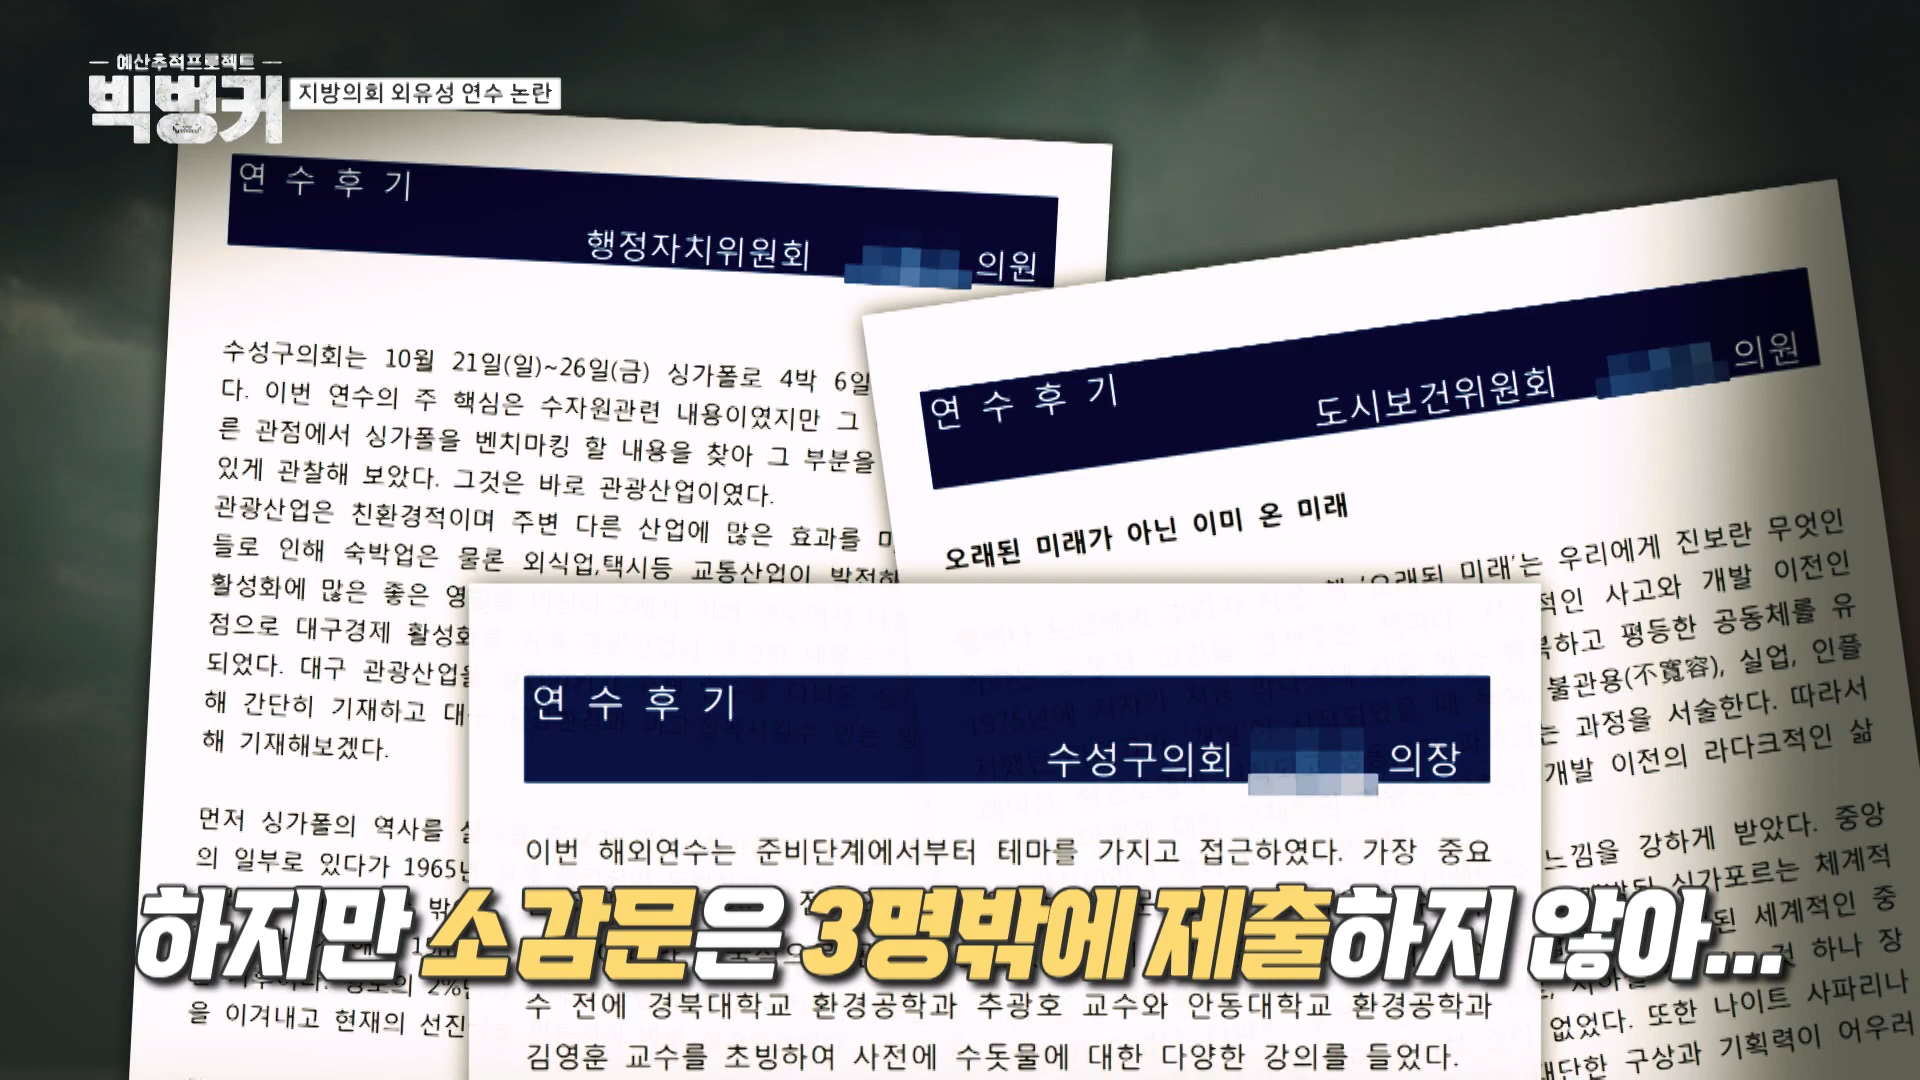 예산추적프로젝트
빅벙커
지방의회 외유성 연수 논란
연 수 후 기
행정자치위원회 의원
수성구의회는 10월 21일(일)~26일(금) 싱가폴로 4박 6일
다. 이번 연수의 주 핵심은 수자원관련 내용이였지만 그
른 관점에서 싱가폴을 벤치마킹 할 내용을 찾아 그 부분을
있게 관찰해 보았다. 그것은 바로 관광산업이였다.
관광산업은 친환경적이며 주변 다른 산업에 많은 효과를
들로 인해 숙박업은 물론 외식업,택시등 교통산업이 발전하
활성화에 많은 좋은 영
점으로 대구경제 활성화
되었다. 대구 관광산업을
해 간단히 기재하고 대
해 기재해보겠다.
먼저 싱가폴의 역사를
의 일부로 있다가 1965년
을 이겨내고 현재의 선진
연 수 후 기
도시보건위원회 의원
오래된 미래가 아닌 이미 온 미래
책 '오래된 미래'는 우리에게 진보란 무엇인
적인 사고와 개발 이전인
복하고 평등한 공동체를 유
불관용(不寬容), 실업, 인플
는 과정을 서술한다. 따라서
개발 이전의 라다크적인 삶
느낌을 강하게 받았다. 중앙
싱가포르는 체계적
된 세계적인 중
것 하나 장
없었다. 또한 나이트 사파리나
대단한 구상과 기획력이 어우러
연 수 후 기
수성구의회 의장
이번 해외연수는 준비단계에서부터 테마를 가지고 접근하였다. 가장 중요
하지만 소감문은 3명밖에 제출하지 않아...
수 전에 경북대학교 환경공학과 추광호 교수와 안동대학교 환경공학과
김영훈 교수를 초빙하여 사전에 수돗물에 대한 다양한 강의를 들었다.